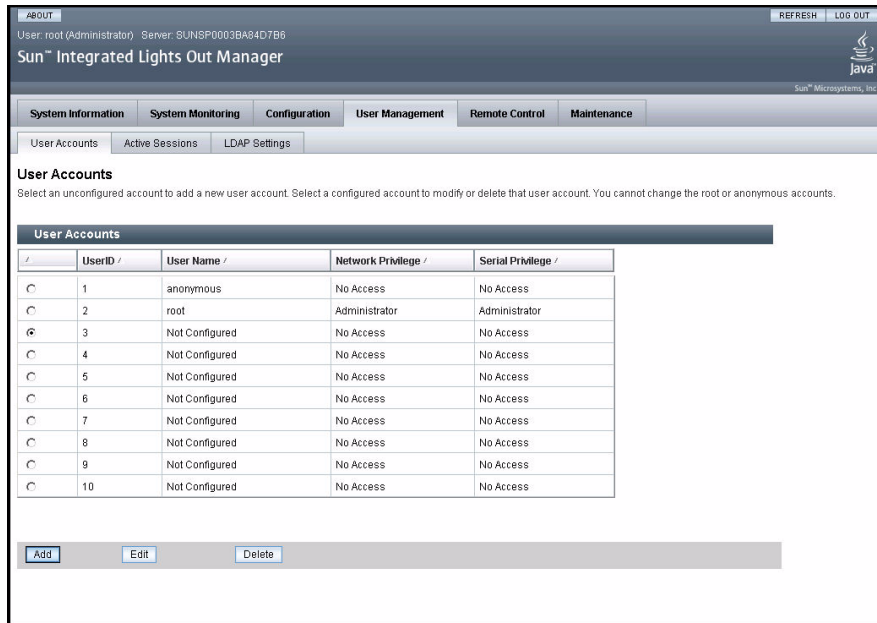 ABOUT
REFRESH LOG OUT
User: root (Administrator) Server: SUNSP0003BA84D7B6
Sun™ Integrated Lights Out Manager
Java™
Sun™ Microsystems, Inc
System Information System Monitoring Configuration User Management Remote Control Maintenance
User Accounts Active Sessions LDAP Settings
User Accounts
Select an unconfigured account to add a new user account. Select a configured account to modify or delete that user account. You cannot change the root or anonymous accounts.
User Accounts
UserID User Name Network Privilege Serial Privilege
1 anonymous No Access No Access
2 root Administrator Administrator
3 Not Configured No Access No Access
4 Not Configured No Access No Access
5 Not Configured No Access No Access
6 Not Configured No Access No Access
7 Not Configured No Access No Access
8 Not Configured No Access No Access
9 Not Configured No Access No Access
10 Not Configured No Access No Access
Add Edit Delete